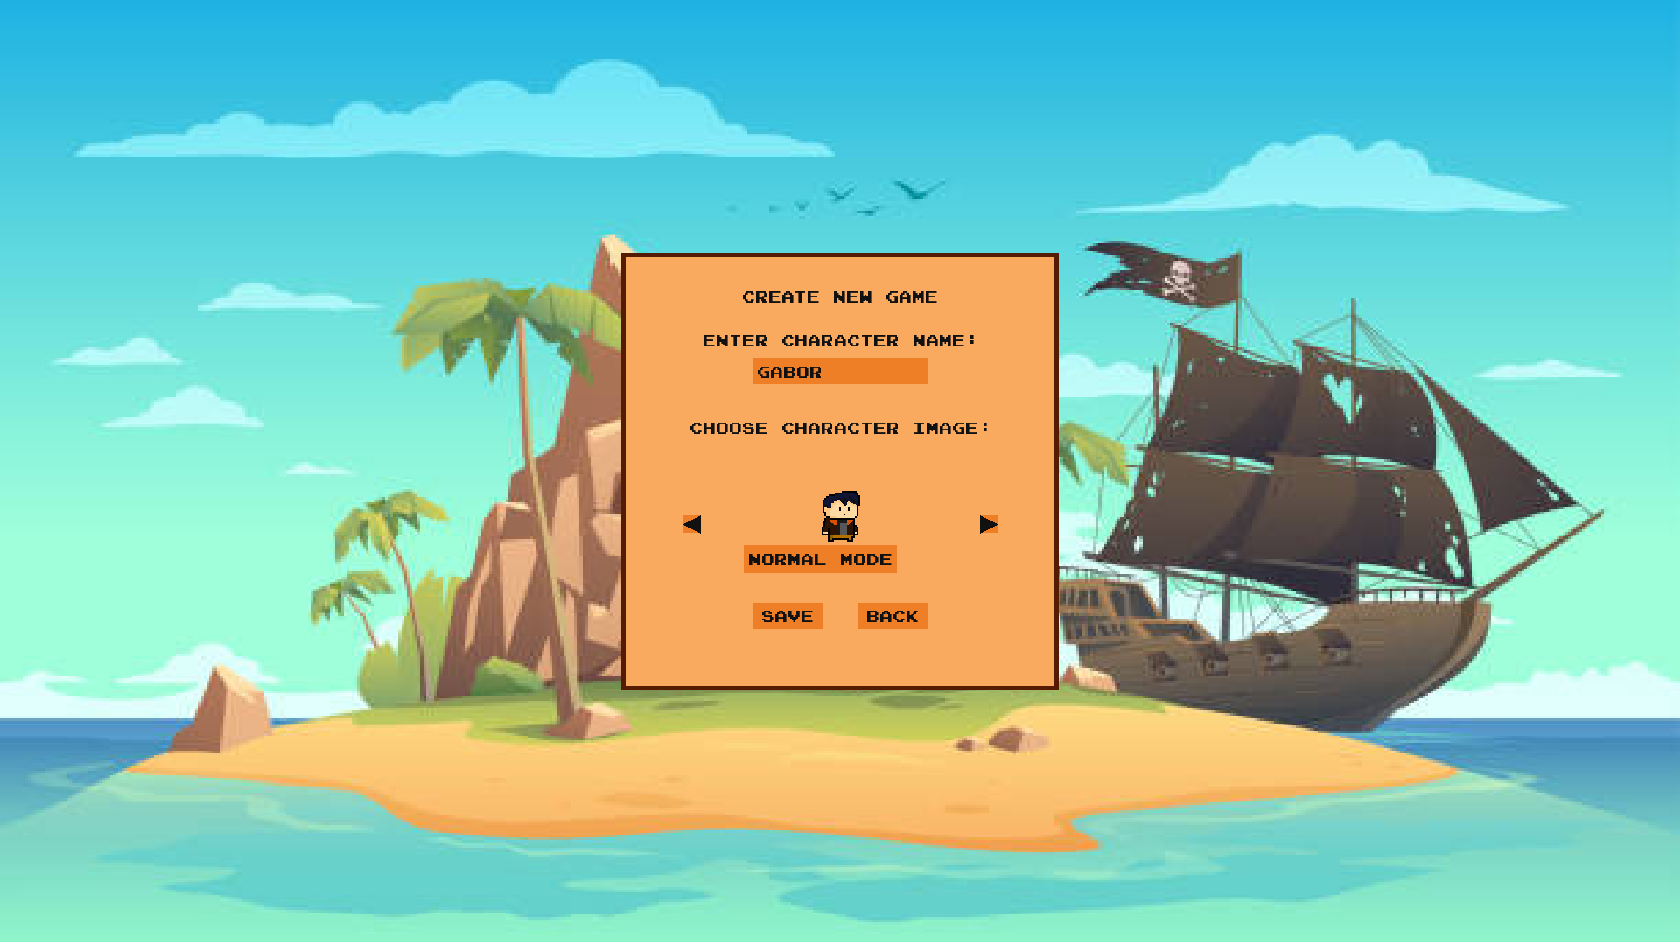 CREATE NEW GAME
ENTER CHARACTER NAME:
GABOR
CHOOSE CHARACTER IMAGE:
NORMAL MODE
SAVE BACK